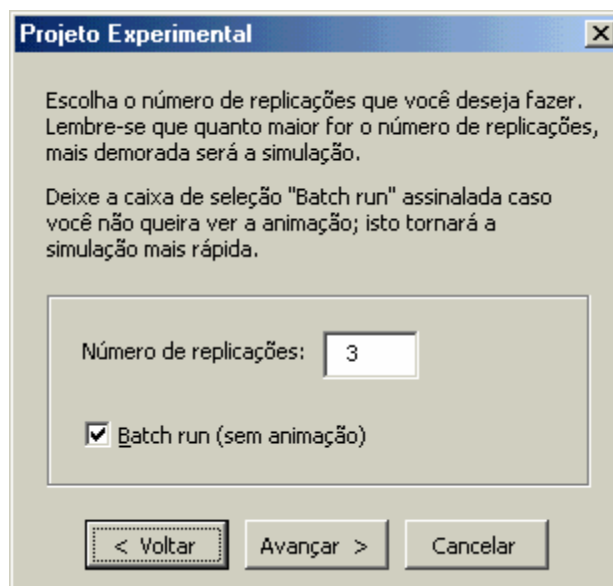 Projeto Experimental
Escolha o número de replicações que você deseja fazer.
Lembre-se que quanto maior for o número de replicações,
mais demorada será a simulação.
Deixe a caixa de seleção "Batch run" assinalada caso
você não queira ver a animação; isto tornará a
simulação mais rápida.
Número de replicações: 3
Batch run (sem animação)
< Voltar Avançar > Cancelar